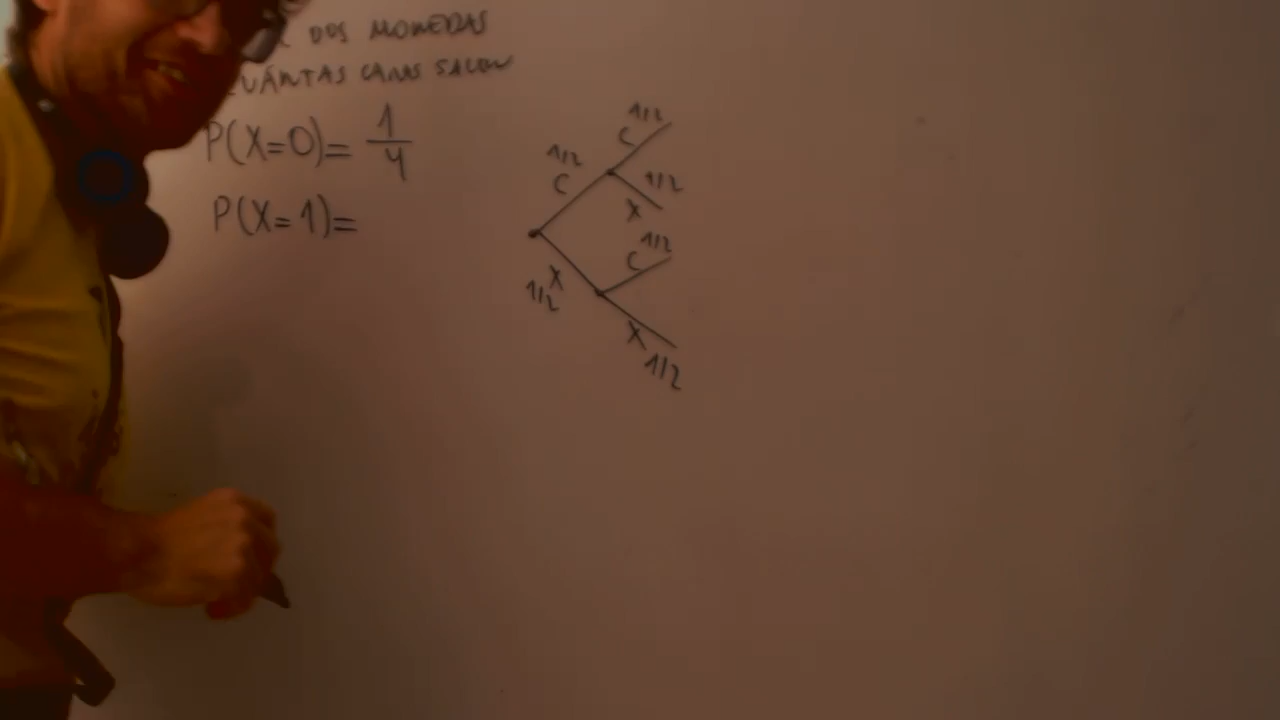 DOS MONEDAS
CUÁNTAS CARAS SALEN
P(X=0)= 1/4
P(X=1)=
1/2
C
1/2
C
1/2
X
1/2
C
X
1/2
X
1/2